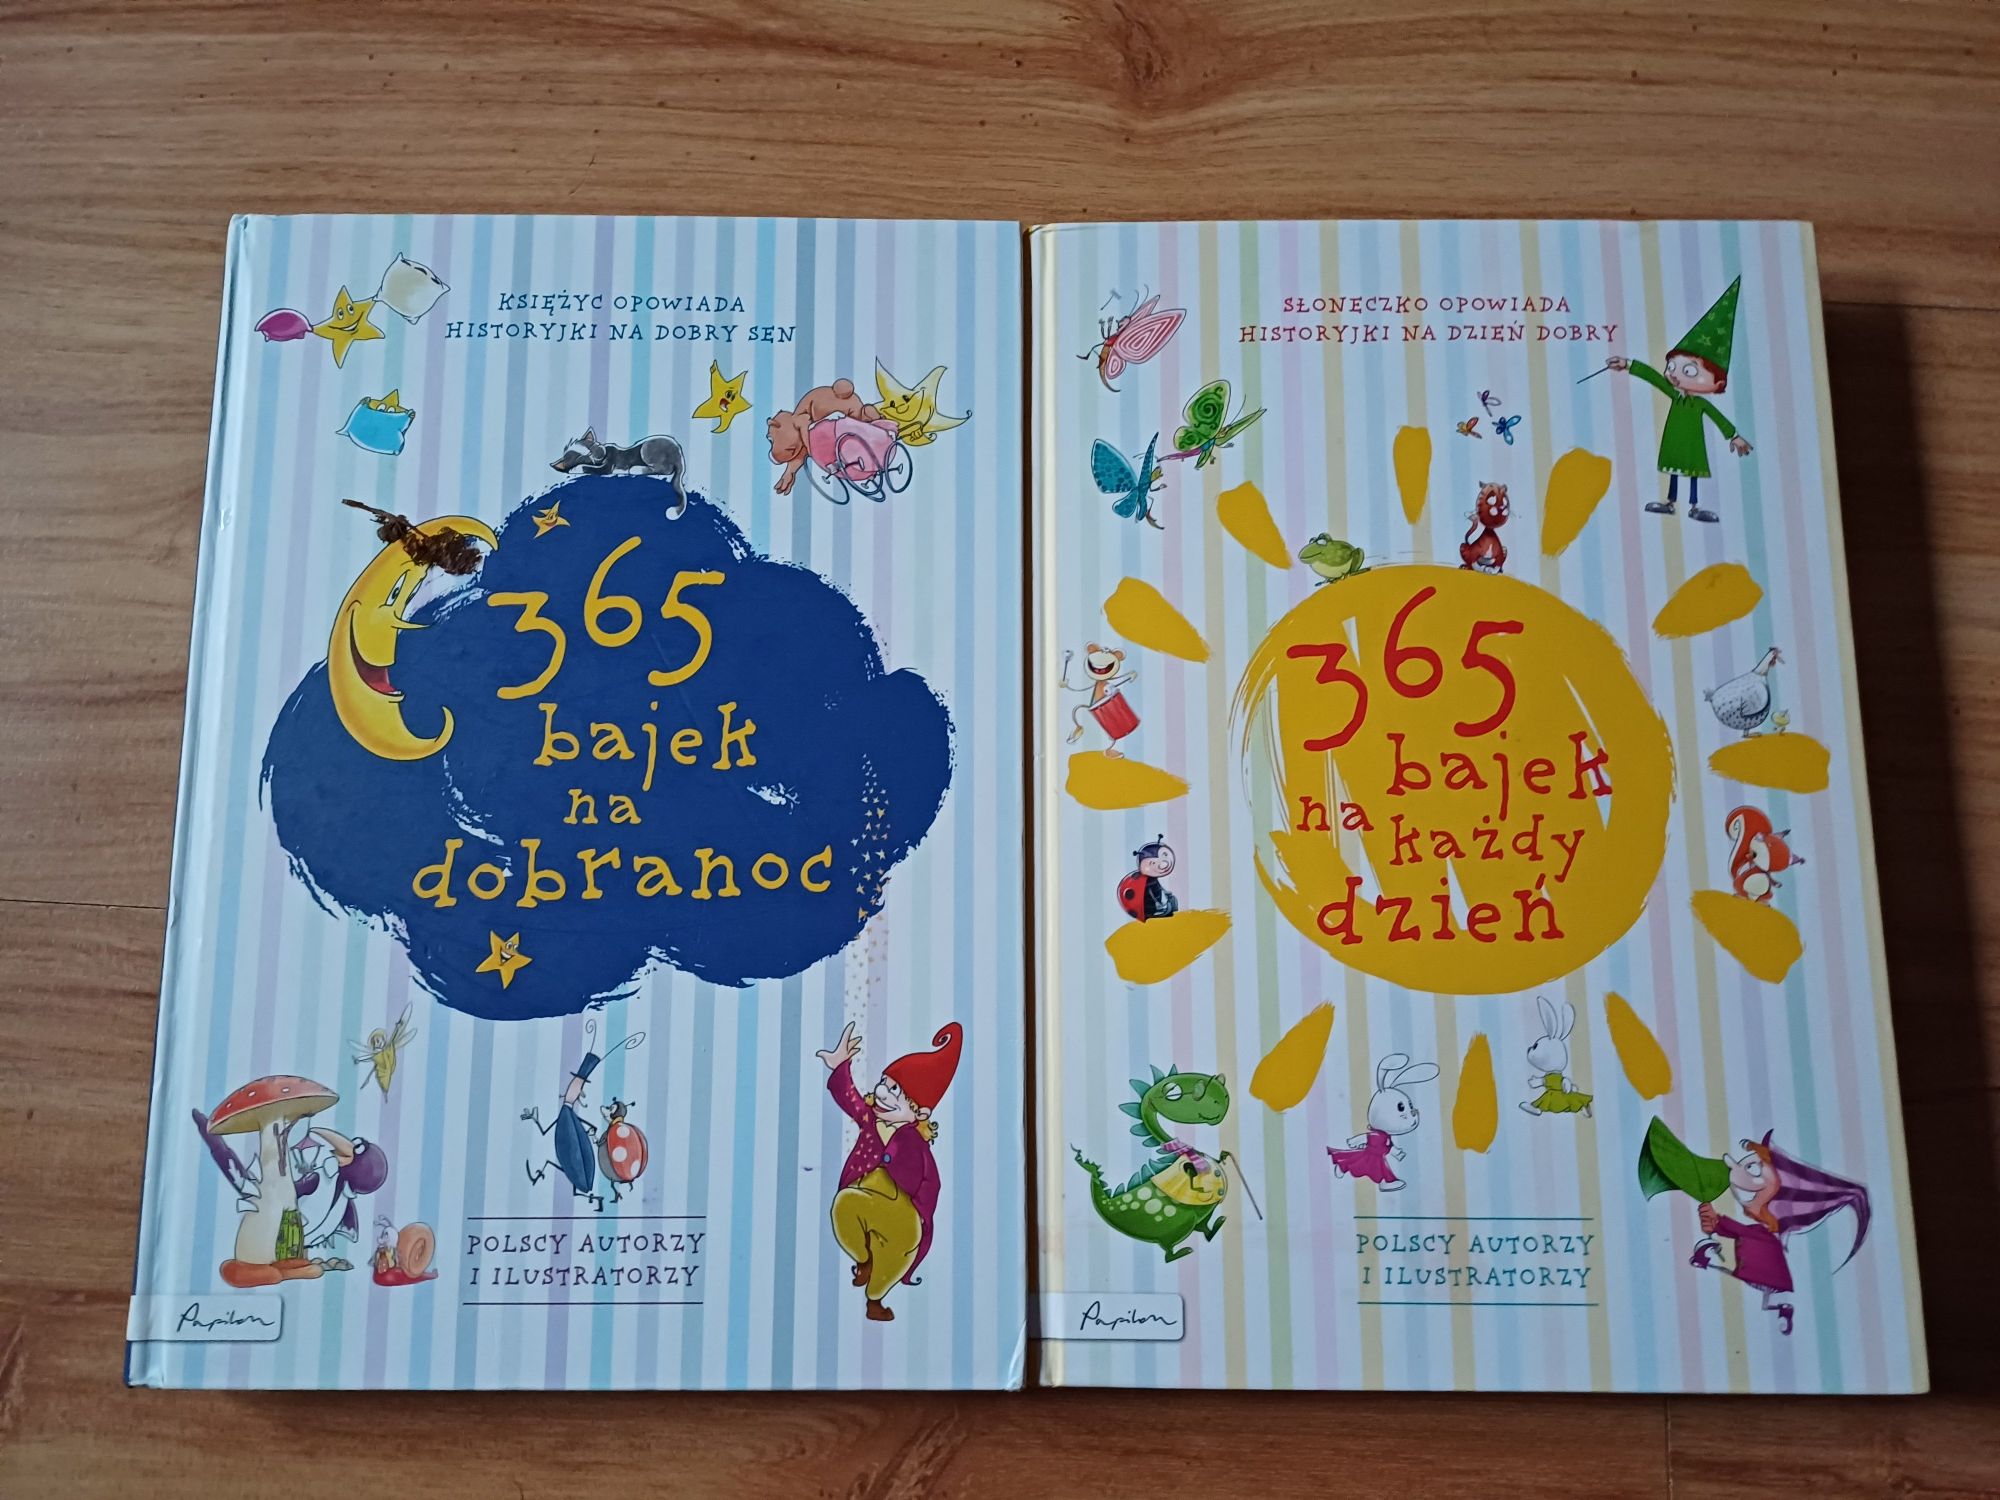 KSIĘŻYC OPOWIADA
HISTORYJKI NA DOBRY SEN
365
bajek
na
dobranoc
POLSCY AUTORZY
I ILUSTRATORZY
Papilon
SŁONECZKO OPOWIADA
HISTORYJKI NA DZIEŃ DOBRY
365
bajek
na każdy
dzień
POLSCY AUTORZY
I ILUSTRATORZY
Papilon